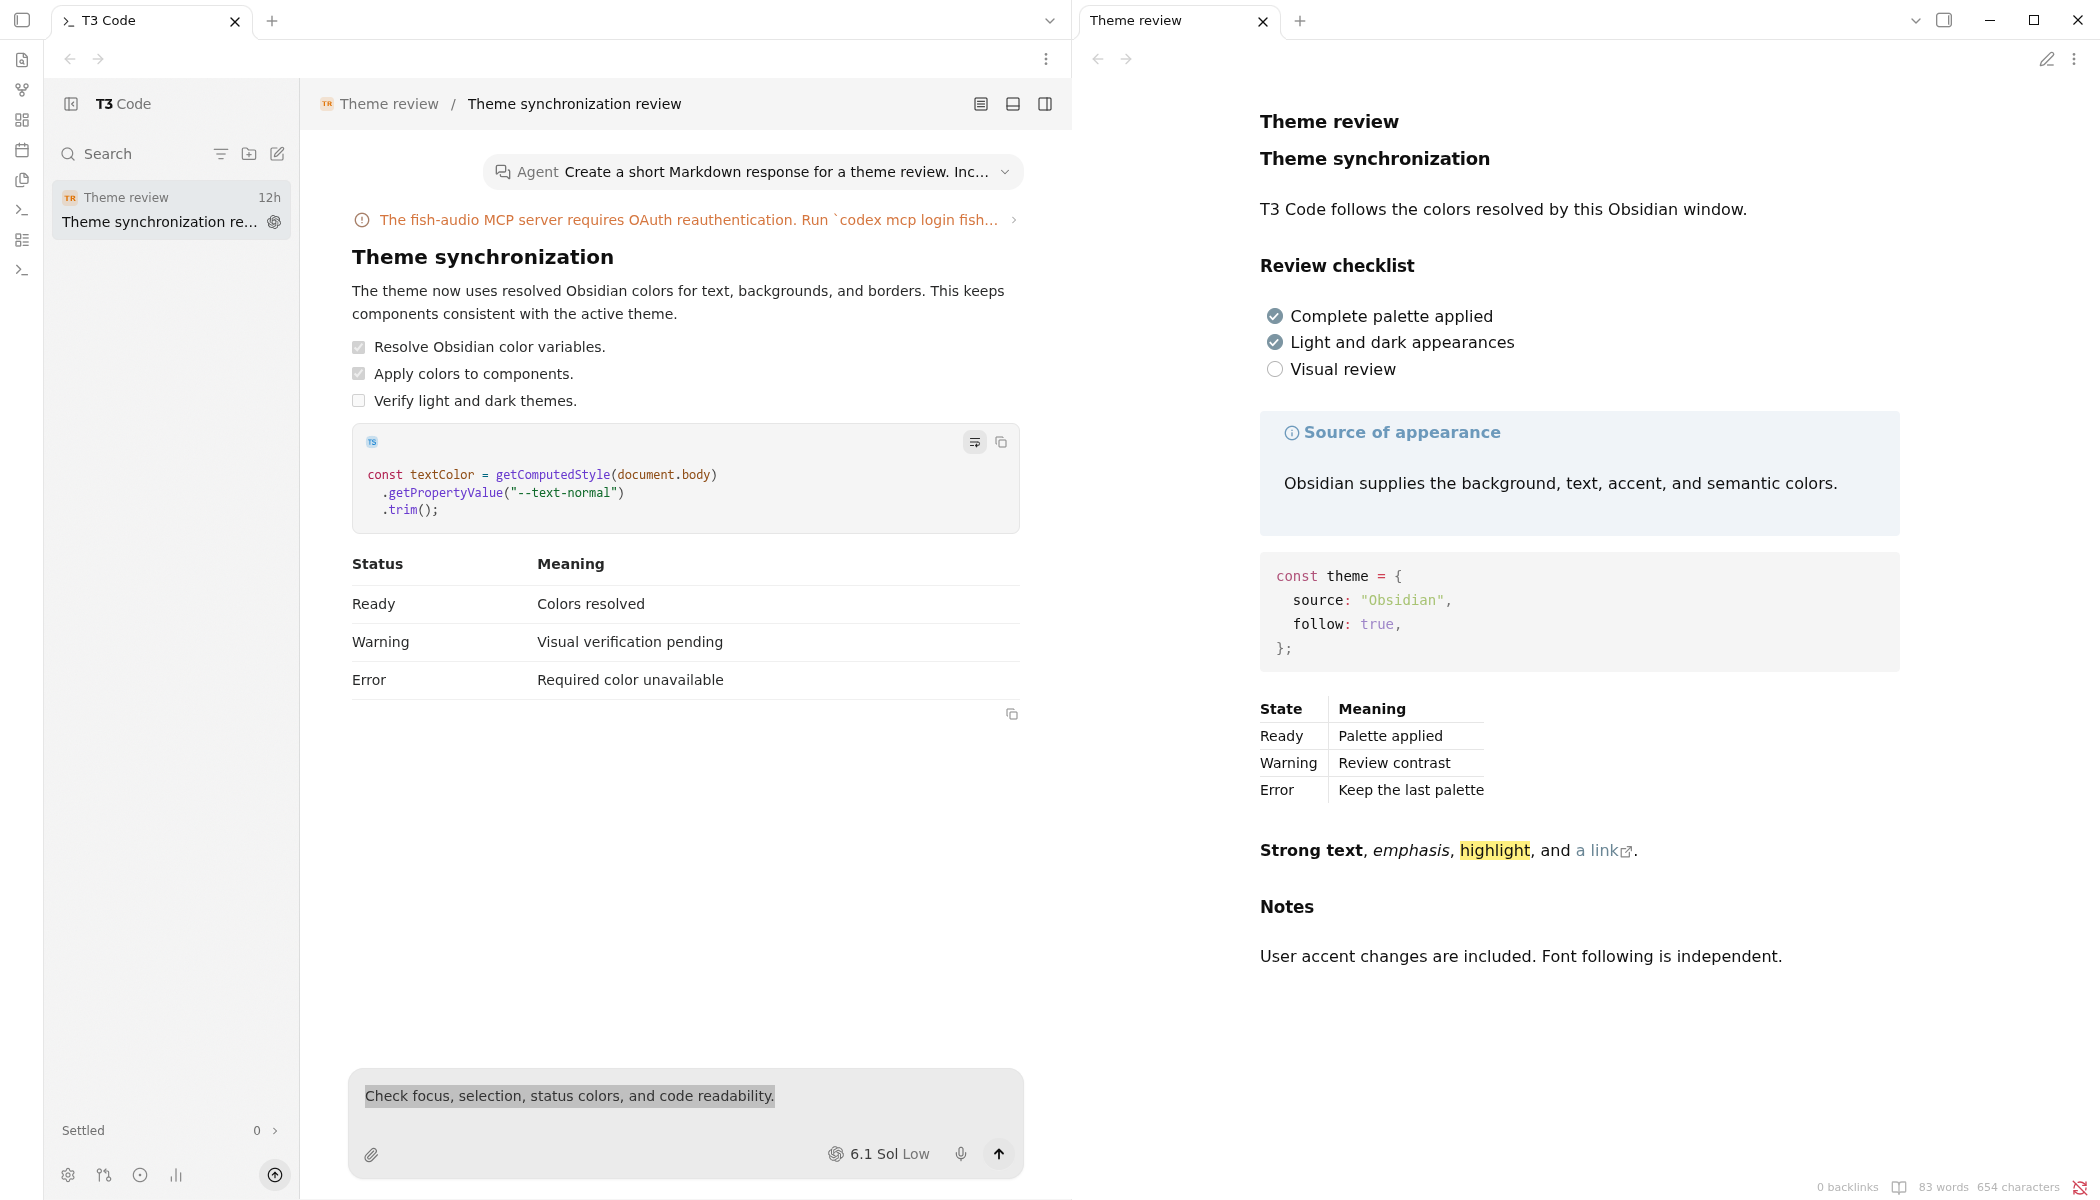 T3 Code
Theme review
T3 Code
Search
TR Theme review 12h
Theme synchronization re...
Settled 0
TR Theme review / Theme synchronization review
Agent Create a short Markdown response for a theme review. Inc...
The fish-audio MCP server requires OAuth reauthentication. Run `codex mcp login fish...
Theme synchronization
The theme now uses resolved Obsidian colors for text, backgrounds, and borders. This keeps
components consistent with the active theme.
Resolve Obsidian color variables.
Apply colors to components.
Verify light and dark themes.
TS
const textColor = getComputedStyle(document.body)
.getPropertyValue("--text-normal")
.trim();
Status Meaning
Ready Colors resolved
Warning Visual verification pending
Error Required color unavailable
Check focus, selection, status colors, and code readability.
6.1 Sol Low
Theme review
Theme synchronization
T3 Code follows the colors resolved by this Obsidian window.
Review checklist
Complete palette applied
Light and dark appearances
Visual review
Source of appearance
Obsidian supplies the background, text, accent, and semantic colors.
const theme = {
source: "Obsidian",
follow: true,
};
State Meaning
Ready Palette applied
Warning Review contrast
Error Keep the last palette
Strong text, emphasis, highlight, and a link.
Notes
User accent changes are included. Font following is independent.
0 backlinks 83 words 654 characters